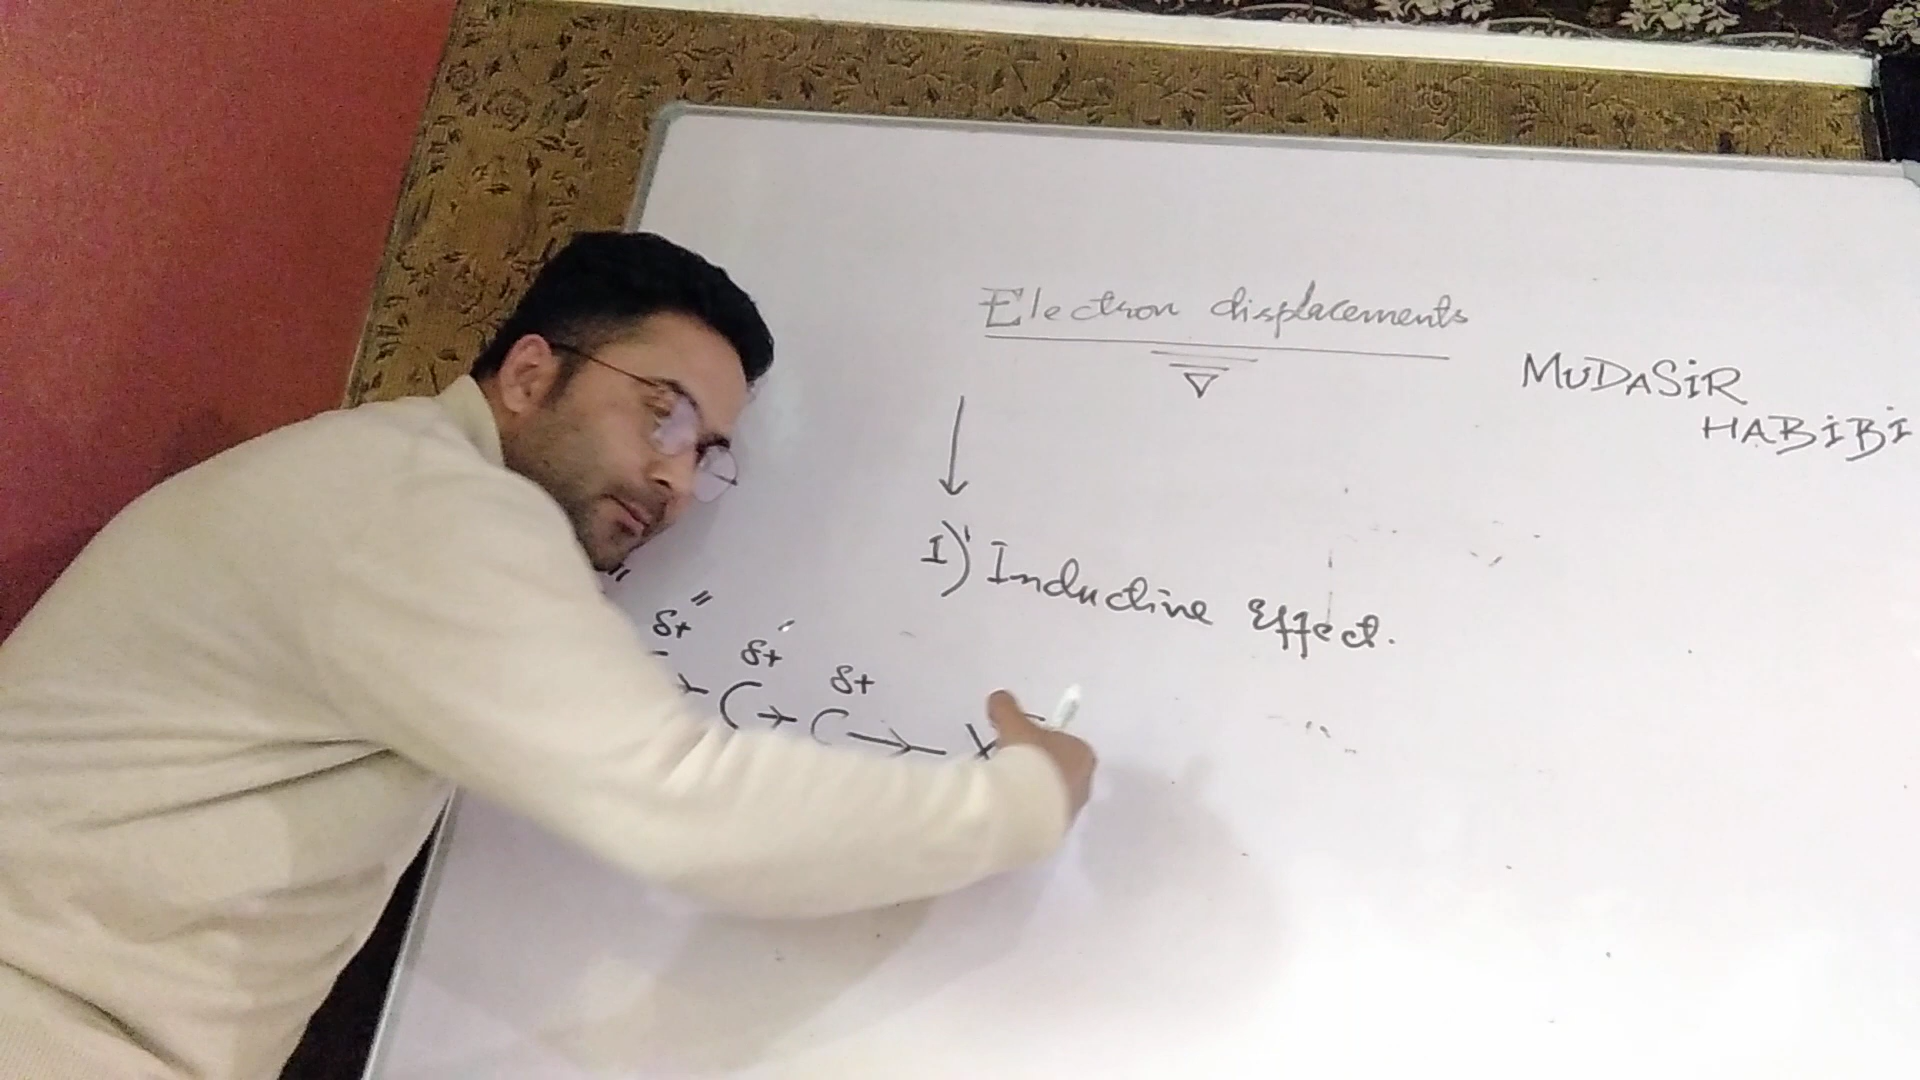 Electron displacements
MUDASiR
HABiBi
I) Inductive Effect.
δ+" δ+' δ+
C → C → X